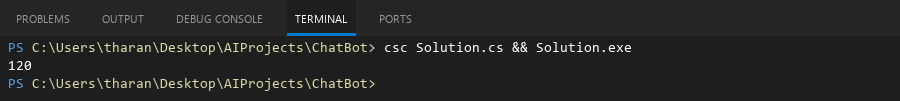 PROBLEMS OUTPUT DEBUG CONSOLE TERMINAL PORTS
PS C:\Users\tharan\Desktop\AIProjects\ChatBot> csc Solution.cs && Solution.exe
120
PS C:\Users\tharan\Desktop\AIProjects\ChatBot>